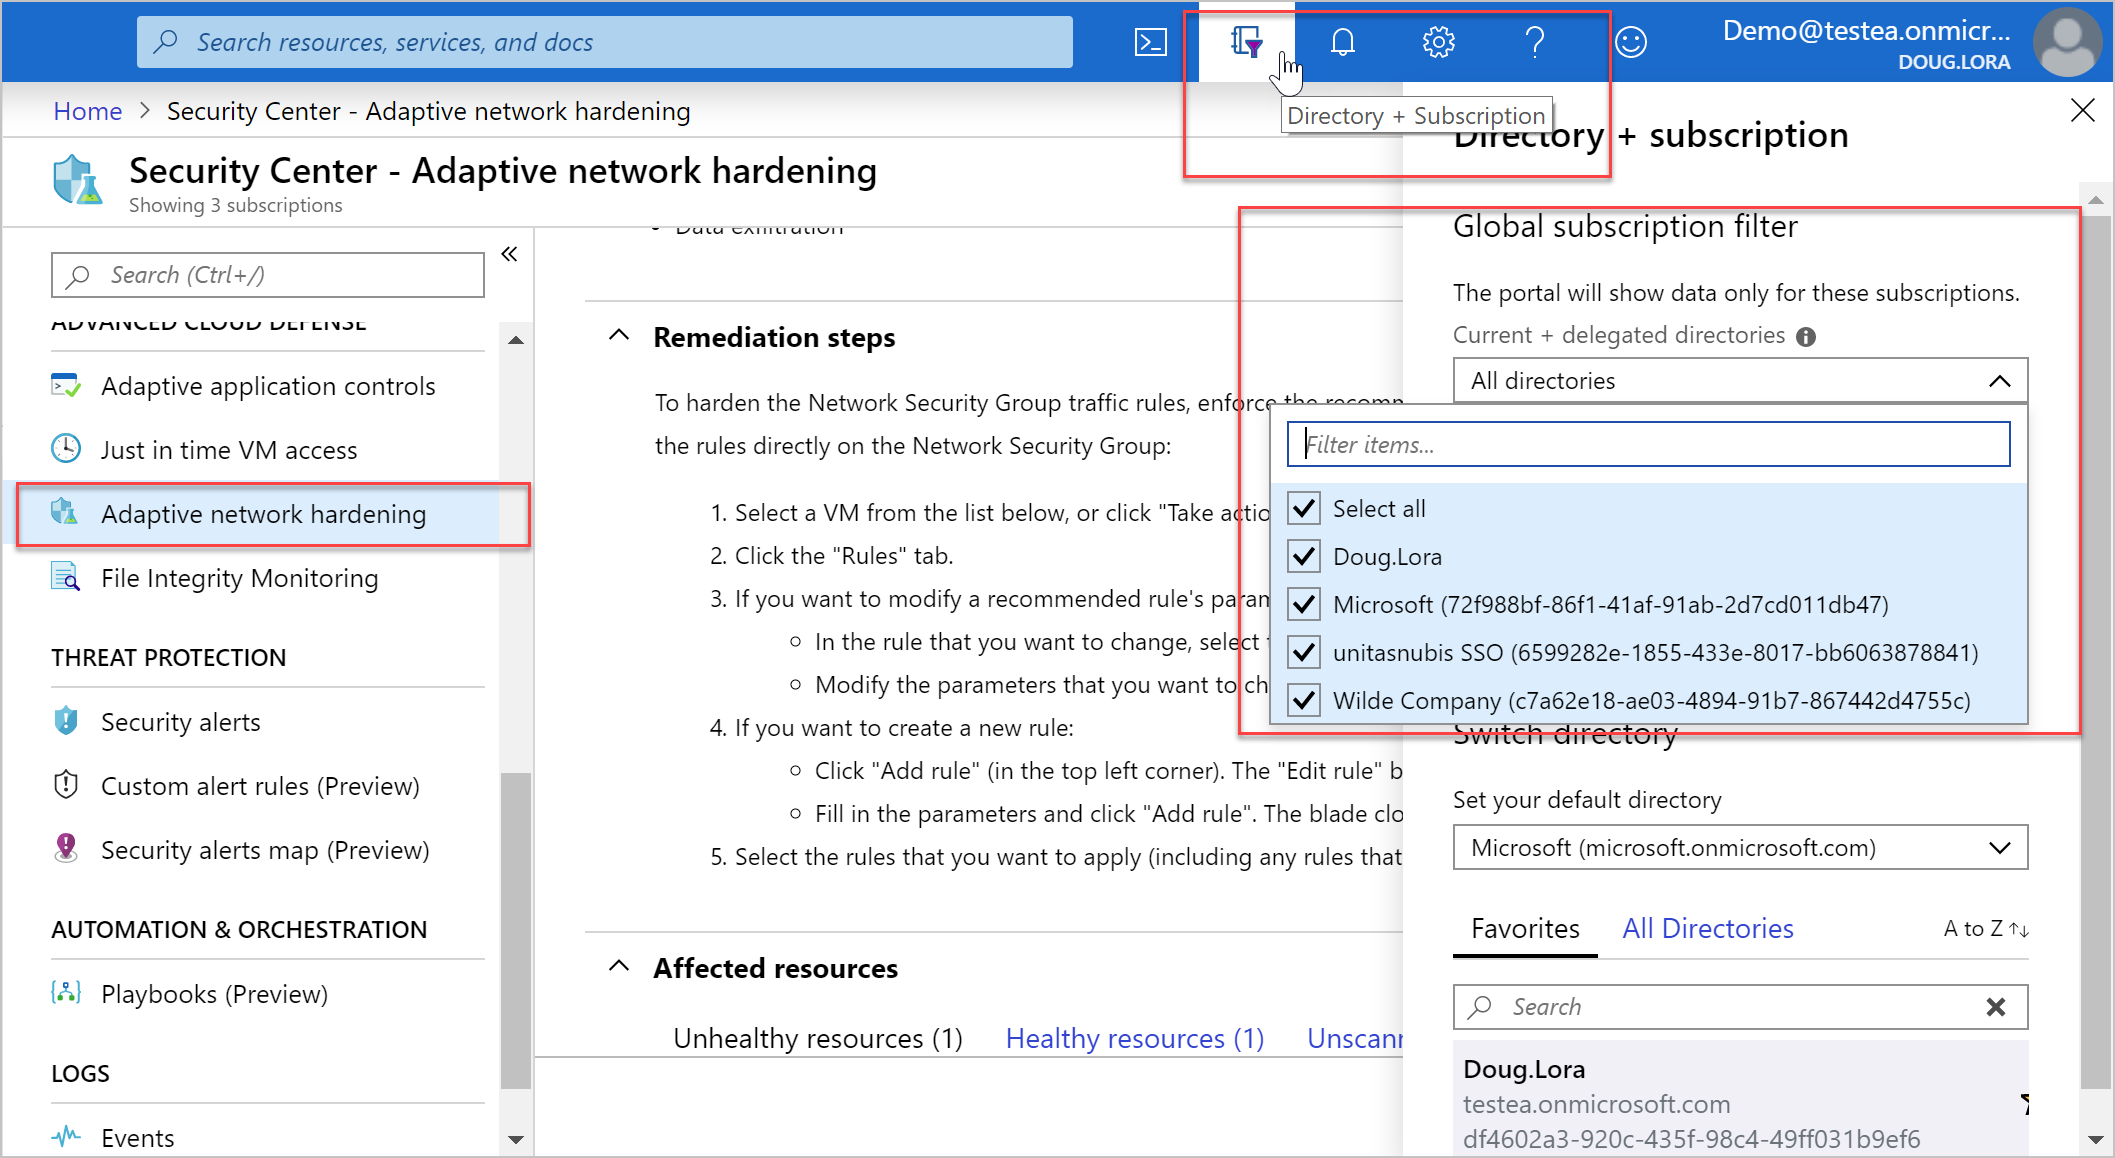 Search resources, services, and docs
Demo@testea.onmicr...
DOUG.LORA
Home > Security Center - Adaptive network hardening
Directory + Subscription
Directory + subscription
Security Center - Adaptive network hardening
Showing 3 subscriptions
Search (Ctrl+/)
ADVANCED CLOUD DEFENSE
Adaptive application controls
Just in time VM access
Adaptive network hardening
File Integrity Monitoring
THREAT PROTECTION
Security alerts
Custom alert rules (Preview)
Security alerts map (Preview)
AUTOMATION & ORCHESTRATION
Playbooks (Preview)
LOGS
Events
Data exfiltration
Remediation steps
To harden the Network Security Group traffic rules, enforce the recomm
the rules directly on the Network Security Group:
1. Select a VM from the list below, or click "Take actio
2. Click the "Rules" tab.
3. If you want to modify a recommended rule's param
In the rule that you want to change, select t
Modify the parameters that you want to ch
4. If you want to create a new rule:
Click "Add rule" (in the top left corner). The "Edit rule" b
Fill in the parameters and click "Add rule". The blade clo
5. Select the rules that you want to apply (including any rules that
Affected resources
Unhealthy resources (1) Healthy resources (1) Unscann
Global subscription filter
The portal will show data only for these subscriptions.
Current + delegated directories
All directories
Filter items...
Select all
Doug.Lora
Microsoft (72f988bf-86f1-41af-91ab-2d7cd011db47)
unitasnubis SSO (6599282e-1855-433e-8017-bb6063878841)
Wilde Company (c7a62e18-ae03-4894-91b7-867442d4755c)
Switch directory
Set your default directory
Microsoft (microsoft.onmicrosoft.com)
Favorites All Directories A to Z ↑↓
Search
Doug.Lora
testea.onmicrosoft.com
df4602a3-920c-435f-98c4-49ff031b9ef6